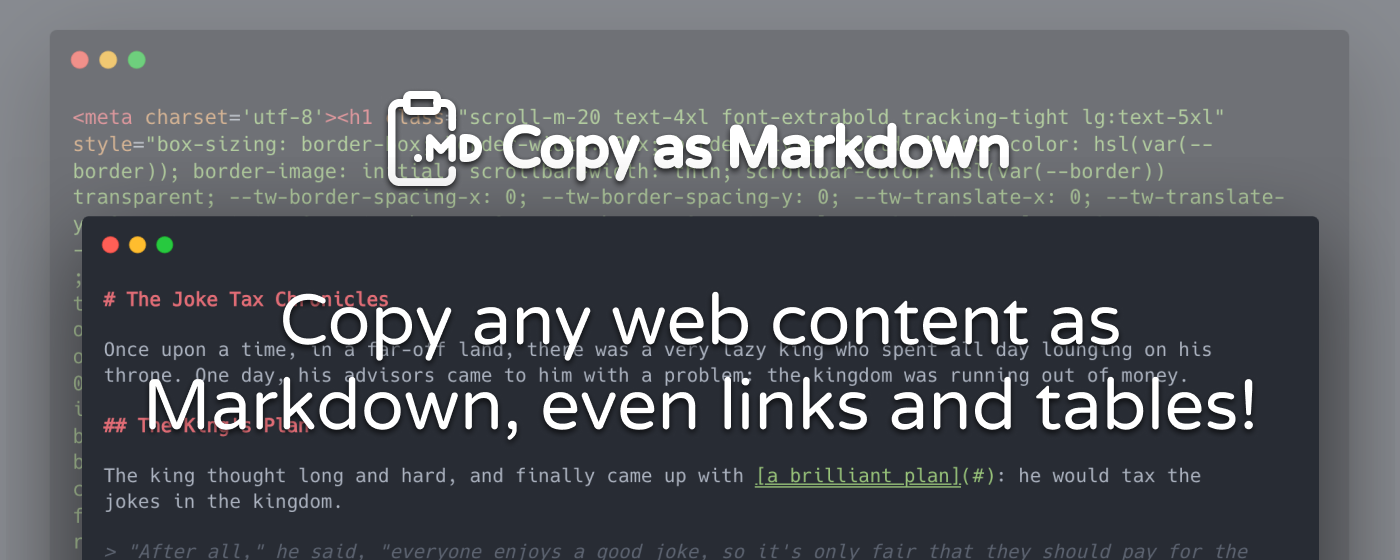 <meta charset='utf-8'><h1 class="scroll-m-20 text-4xl font-extrabold tracking-tight lg:text-5xl"
style="box-sizing: border-box; color: hsl(var(--
border)); border-image: initial; scrollbar-width: thin; scrollbar-color: hsl(var(--border))
transparent; --tw-border-spacing-x: 0; --tw-border-spacing-y: 0; --tw-translate-x: 0; --tw-translate-
.MD Copy as Markdown
# The Joke Tax Chronicles
Copy any web content as
Once upon a time, in a far-off land, there was a very lazy king who spent all day lounging on his
throne. One day, his advisors came to him with a problem: the kingdom was running out of money.
Markdown, even links and tables!
## The King's Plan
The king thought long and hard, and finally came up with [a brilliant plan](#): he would tax the
jokes in the kingdom.
> "After all," he said, "everyone enjoys a good joke, so it's only fair that they should pay for the